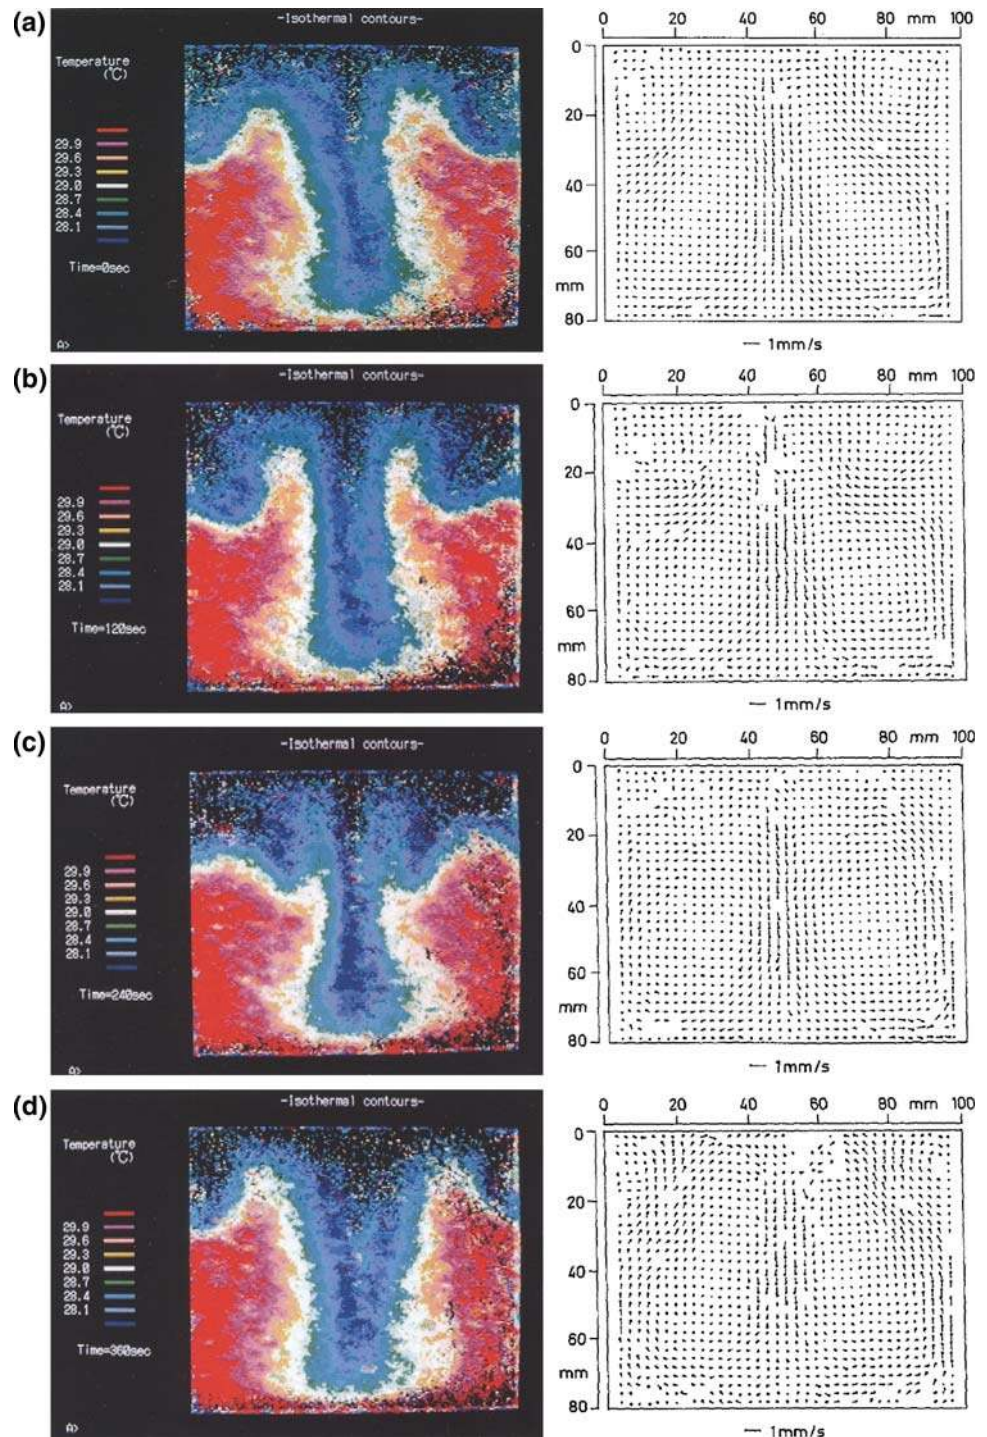 (a)
-Isothermal contours-
Temperature
(℃)
29.9
29.6
29.3
29.0
28.7
28.4
28.1
Time=0sec
A>
0 20 40 60 80 mm 100
0
20
40
60
mm
80
1mm/s
(b)
-Isothermal contours-
Temperature
(℃)
29.9
29.6
29.3
29.0
28.7
28.4
28.1
Time=120sec
A>
0 20 40 60 80 mm 100
0
20
40
60
mm
80
1mm/s
(c)
-Isothermal contours-
Temperature
(℃)
29.9
29.6
29.3
29.0
28.7
28.4
28.1
Time=240sec
A>
0 20 40 60 80 mm 100
0
20
40
60
mm
80
1mm/s
(d)
-Isothermal contours-
Temperature
(℃)
29.9
29.6
29.3
29.0
28.7
28.4
28.1
Time=360sec
A>
0 20 40 60 80 mm 100
0
20
40
60
mm
80
1mm/s